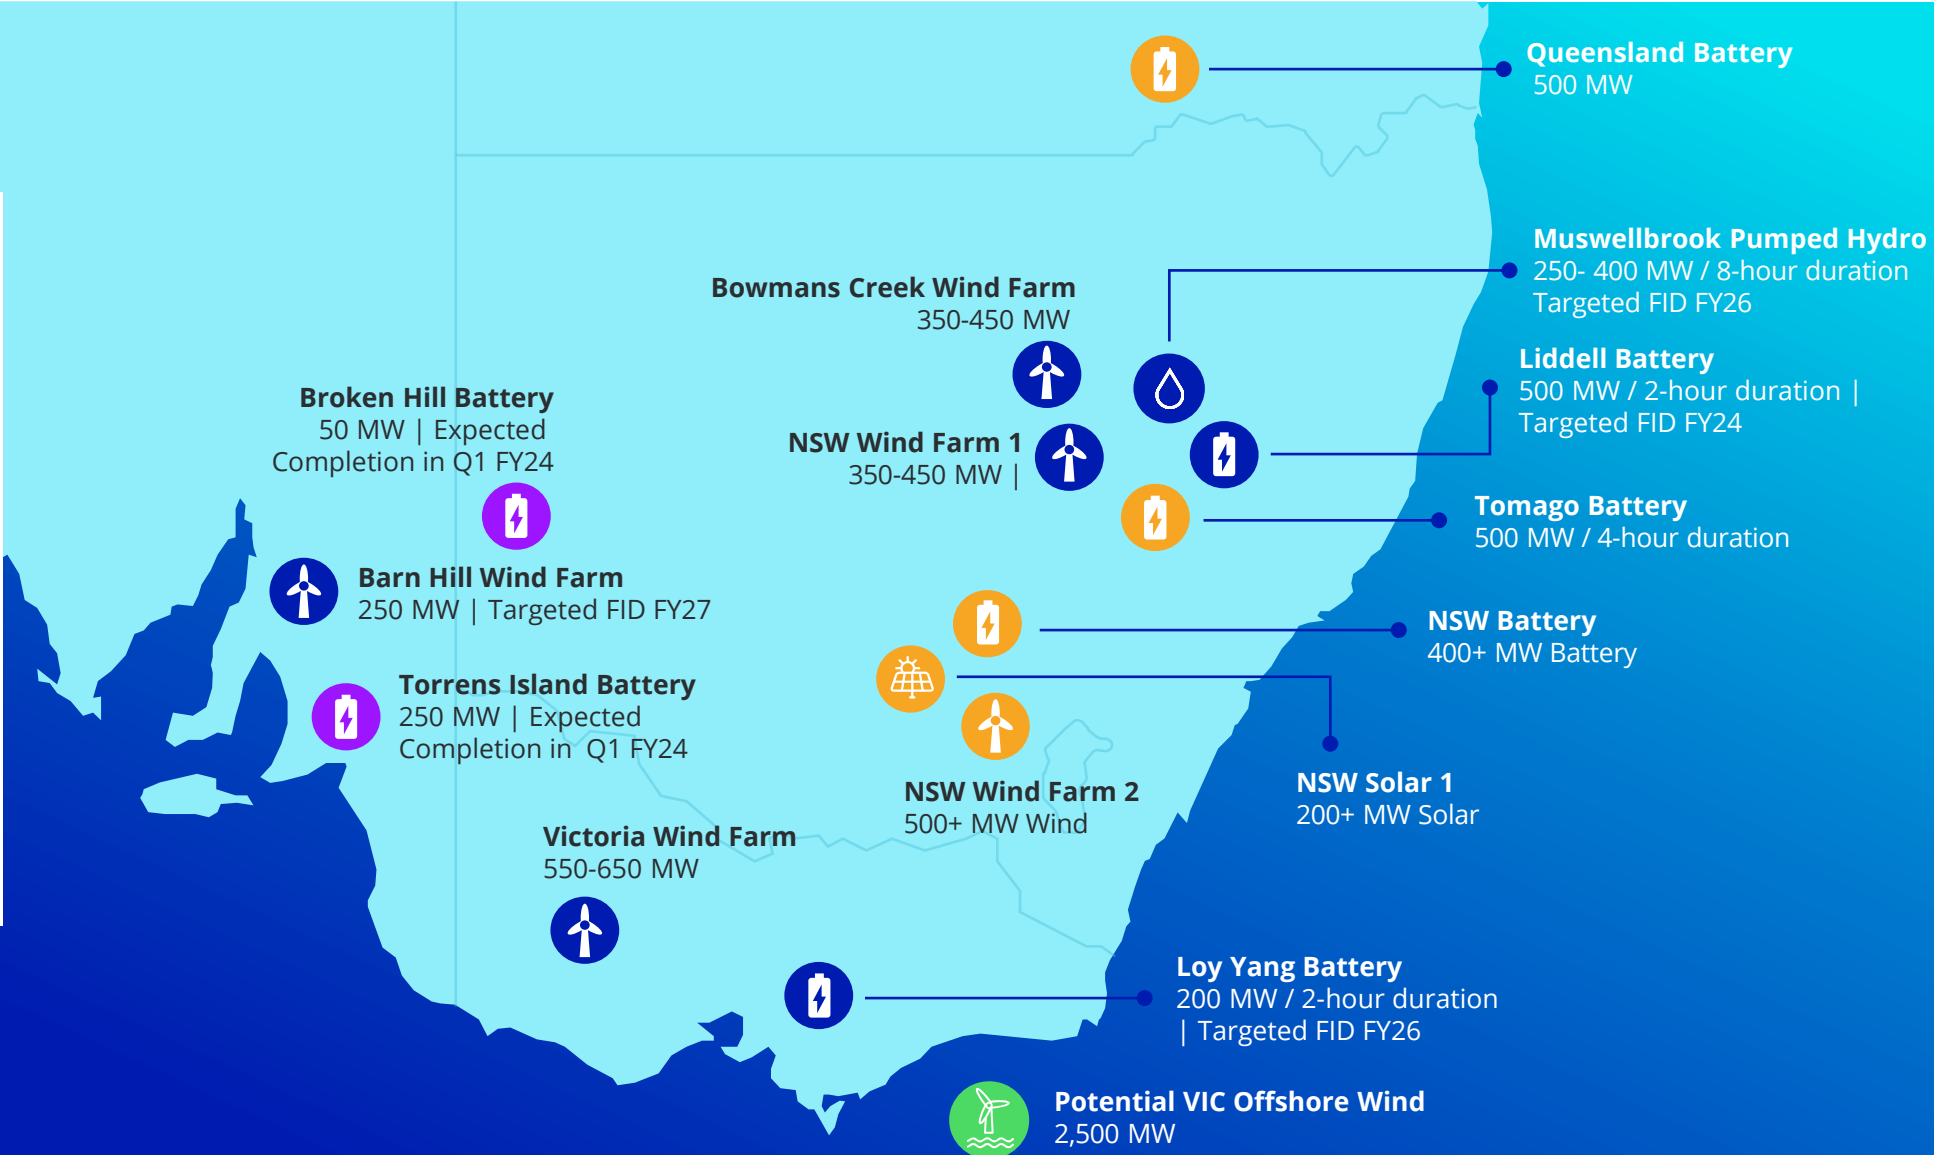 Queensland Battery
500 MW
Muswellbrook Pumped Hydro
250- 400 MW / 8-hour duration
Targeted FID FY26
Bowmans Creek Wind Farm
350-450 MW
Liddell Battery
500 MW / 2-hour duration |
Targeted FID FY24
Broken Hill Battery
50 MW | Expected
Completion in Q1 FY24
NSW Wind Farm 1
350-450 MW |
Tomago Battery
500 MW / 4-hour duration
Barn Hill Wind Farm
250 MW | Targeted FID FY27
NSW Battery
400+ MW Battery
Torrens Island Battery
250 MW | Expected
Completion in Q1 FY24
NSW Solar 1
200+ MW Solar
NSW Wind Farm 2
500+ MW Wind
Victoria Wind Farm
550-650 MW
Loy Yang Battery
200 MW / 2-hour duration
| Targeted FID FY26
Potential VIC Offshore Wind
2,500 MW